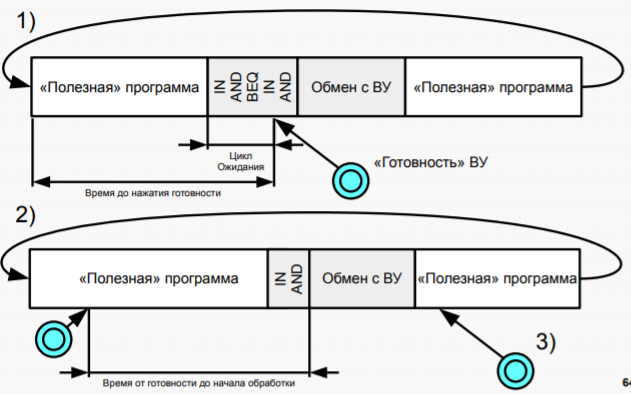 1)
«Полезная» программа
IN
AND
BEQ
IN
AND
Обмен с ВУ
«Полезная» программа
Цикл
Ожидания
«Готовность» ВУ
Время до нажатия готовности
2)
«Полезная» программа
IN
AND
Обмен с ВУ
«Полезная» программа
3)
Время от готовности до начала обработки
64